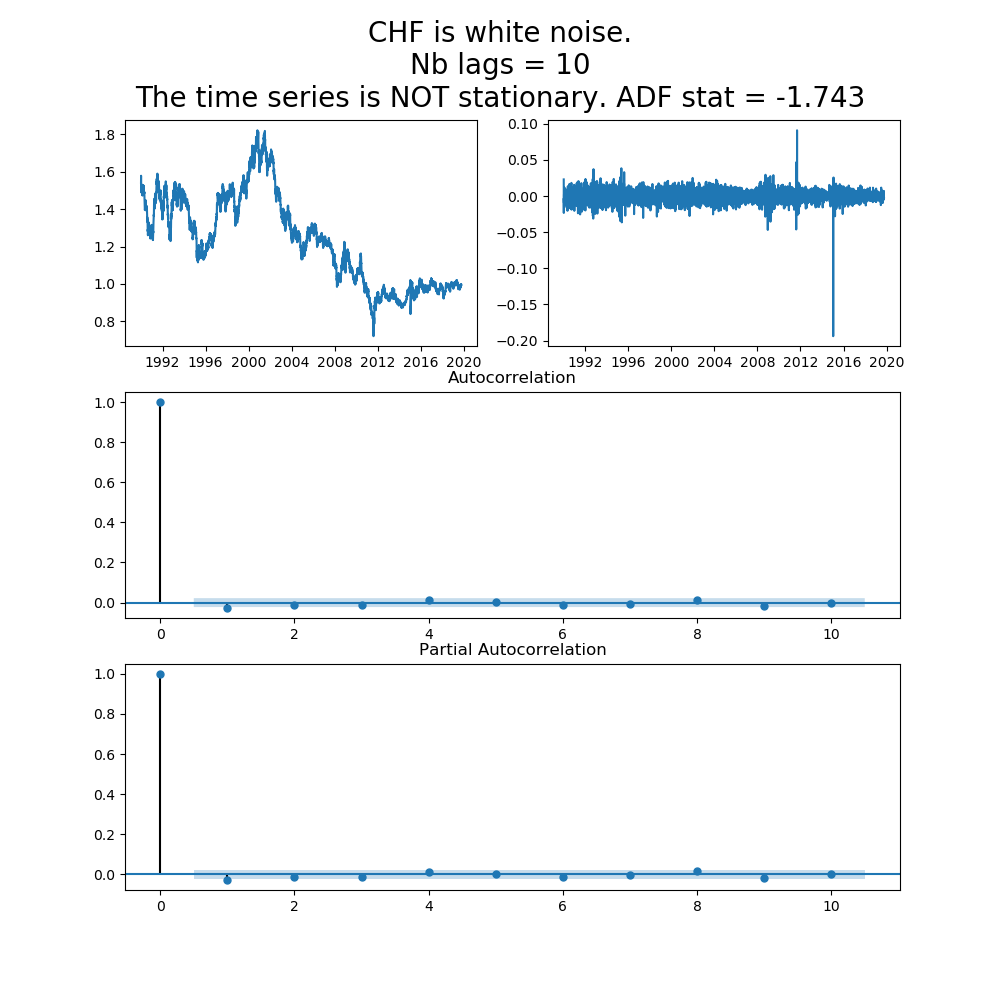 CHF is white noise.
Nb lags = 10
The time series is NOT stationary. ADF stat = -1.743
1.8
1.6
1.4
1.2
1.0
0.8
1992 1996 2000 2004 2008 2012 2016 2020
0.10
0.05
0.00
−0.05
−0.10
−0.15
−0.20
1992 1996 2000 2004 2008 2012 2016 2020
Autocorrelation
1.0
0.8
0.6
0.4
0.2
0.0
0 2 4 6 8 10
Partial Autocorrelation
1.0
0.8
0.6
0.4
0.2
0.0
0 2 4 6 8 10